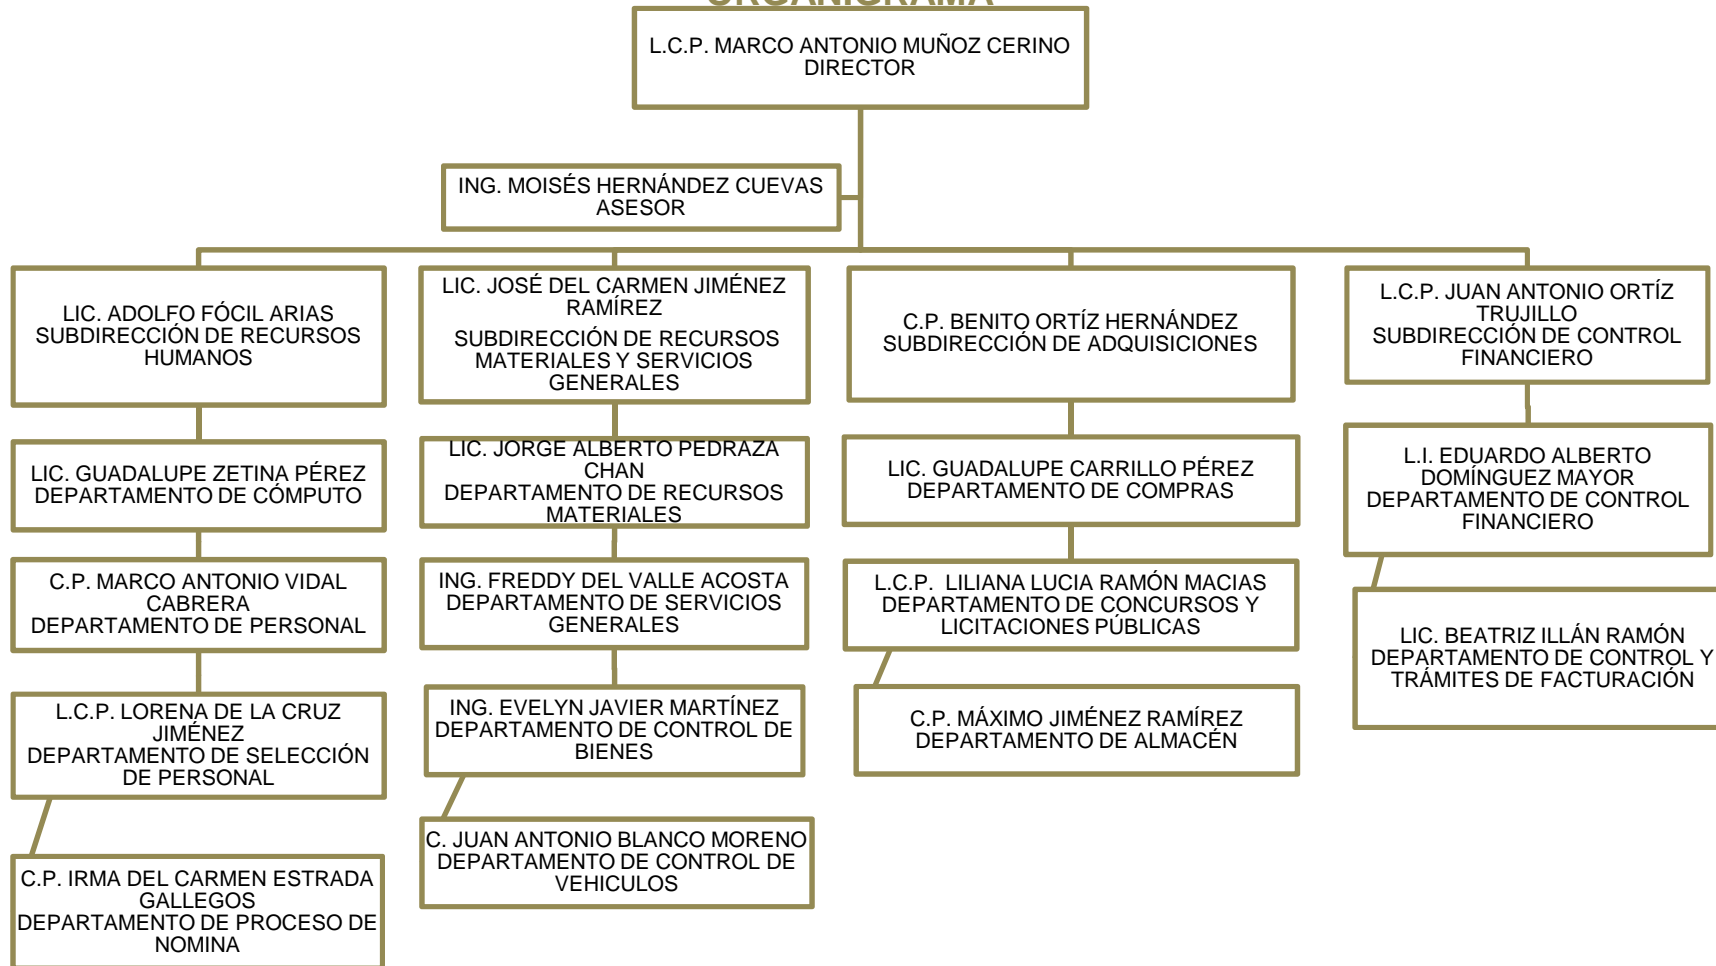 ORGANIGRAMA
L.C.P. MARCO ANTONIO MUÑOZ CERINO
DIRECTOR
ING. MOISÉS HERNÁNDEZ CUEVAS
ASESOR
LIC. ADOLFO FÓCIL ARIAS
SUBDIRECCIÓN DE RECURSOS
HUMANOS
LIC. GUADALUPE ZETINA PÉREZ
DEPARTAMENTO DE CÓMPUTO
C.P. MARCO ANTONIO VIDAL
CABRERA
DEPARTAMENTO DE PERSONAL
L.C.P. LORENA DE LA CRUZ
JIMÉNEZ
DEPARTAMENTO DE SELECCIÓN
DE PERSONAL
C.P. IRMA DEL CARMEN ESTRADA
GALLEGOS
DEPARTAMENTO DE PROCESO DE
NOMINA
LIC. JOSÉ DEL CARMEN JIMÉNEZ
RAMÍREZ
SUBDIRECCIÓN DE RECURSOS
MATERIALES Y SERVICIOS
GENERALES
LIC. JORGE ALBERTO PEDRAZA
CHAN
DEPARTAMENTO DE RECURSOS
MATERIALES
ING. FREDDY DEL VALLE ACOSTA
DEPARTAMENTO DE SERVICIOS
GENERALES
ING. EVELYN JAVIER MARTÍNEZ
DEPARTAMENTO DE CONTROL DE
BIENES
C. JUAN ANTONIO BLANCO MORENO
DEPARTAMENTO DE CONTROL DE
VEHICULOS
C.P. BENITO ORTÍZ HERNÁNDEZ
SUBDIRECCIÓN DE ADQUISICIONES
LIC. GUADALUPE CARRILLO PÉREZ
DEPARTAMENTO DE COMPRAS
L.C.P. LILIANA LUCIA RAMÓN MACIAS
DEPARTAMENTO DE CONCURSOS Y
LICITACIONES PÚBLICAS
C.P. MÁXIMO JIMÉNEZ RAMÍREZ
DEPARTAMENTO DE ALMACÉN
L.C.P. JUAN ANTONIO ORTÍZ
TRUJILLO
SUBDIRECCIÓN DE CONTROL
FINANCIERO
L.I. EDUARDO ALBERTO
DOMÍNGUEZ MAYOR
DEPARTAMENTO DE CONTROL
FINANCIERO
LIC. BEATRIZ ILLÁN RAMÓN
DEPARTAMENTO DE CONTROL Y
TRÁMITES DE FACTURACIÓN